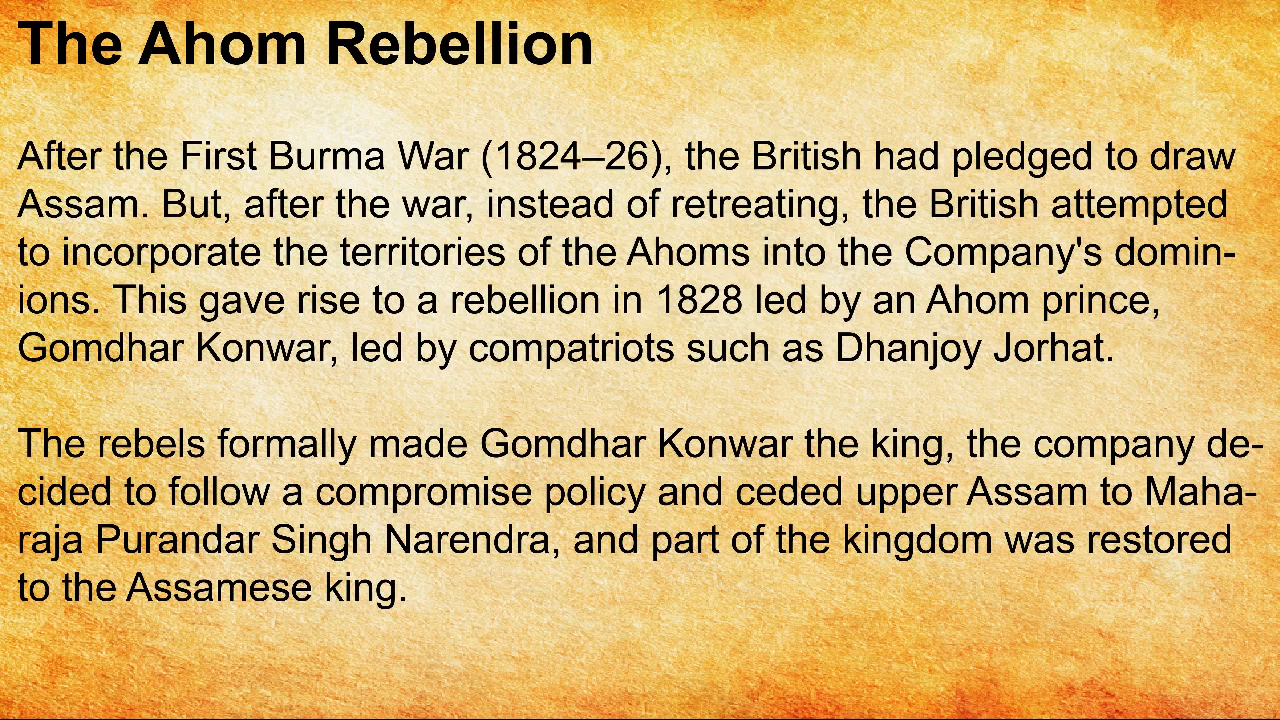 The Ahom Rebellion
After the First Burma War (1824–26), the British had pledged to draw
Assam. But, after the war, instead of retreating, the British attempted
to incorporate the territories of the Ahoms into the Company's domin-
ions. This gave rise to a rebellion in 1828 led by an Ahom prince,
Gomdhar Konwar, led by compatriots such as Dhanjoy Jorhat.
The rebels formally made Gomdhar Konwar the king, the company de-
cided to follow a compromise policy and ceded upper Assam to Maha-
raja Purandar Singh Narendra, and part of the kingdom was restored
to the Assamese king.